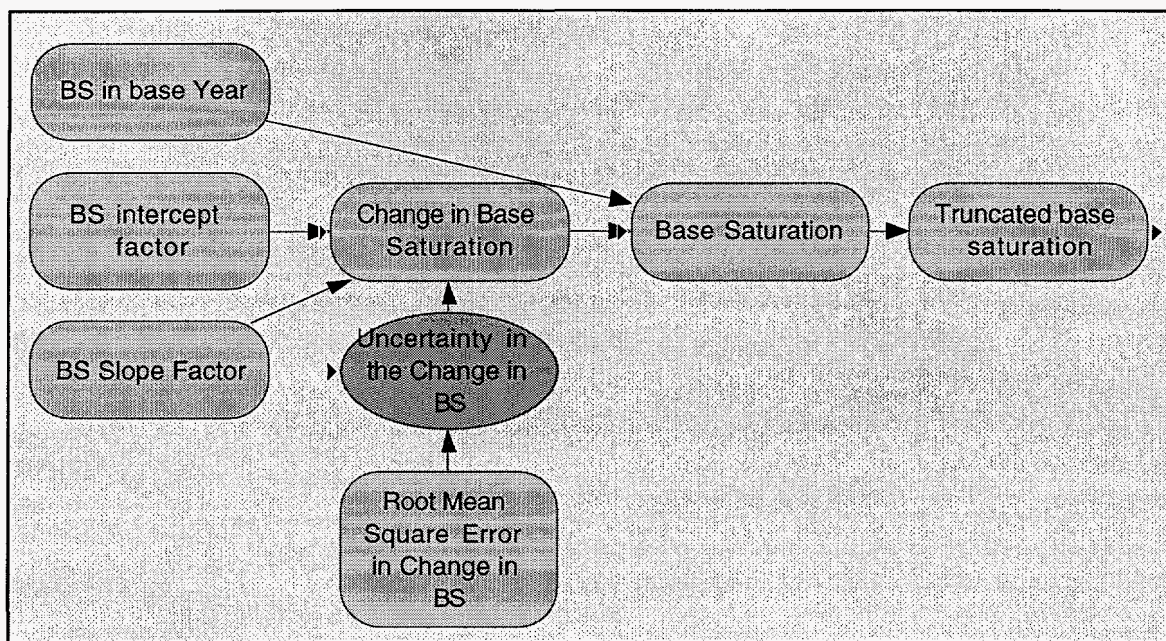 BS in base Year
BS intercept
factor
Change in Base
Saturation
Base Saturation
Truncated base
saturation
BS Slope Factor
Uncertainty in
the Change in
BS
Root Mean
Square Error
in Change in
BS